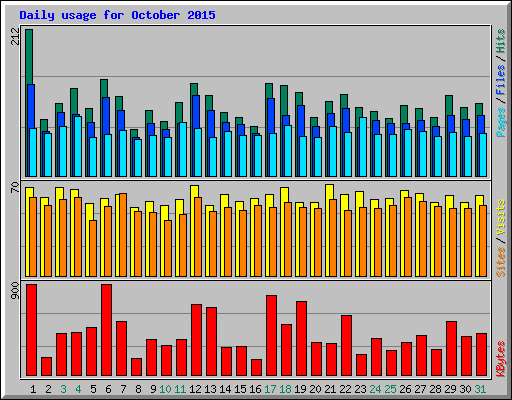 Daily usage for October 2015
212
Pages / Files / Hits
70
Sites / Visits
900
KBytes
1 2 3 4 5 6 7 8 9 10 11 12 13 14 15 16 17 18 19 20 21 22 23 24 25 26 27 28 29 30 31